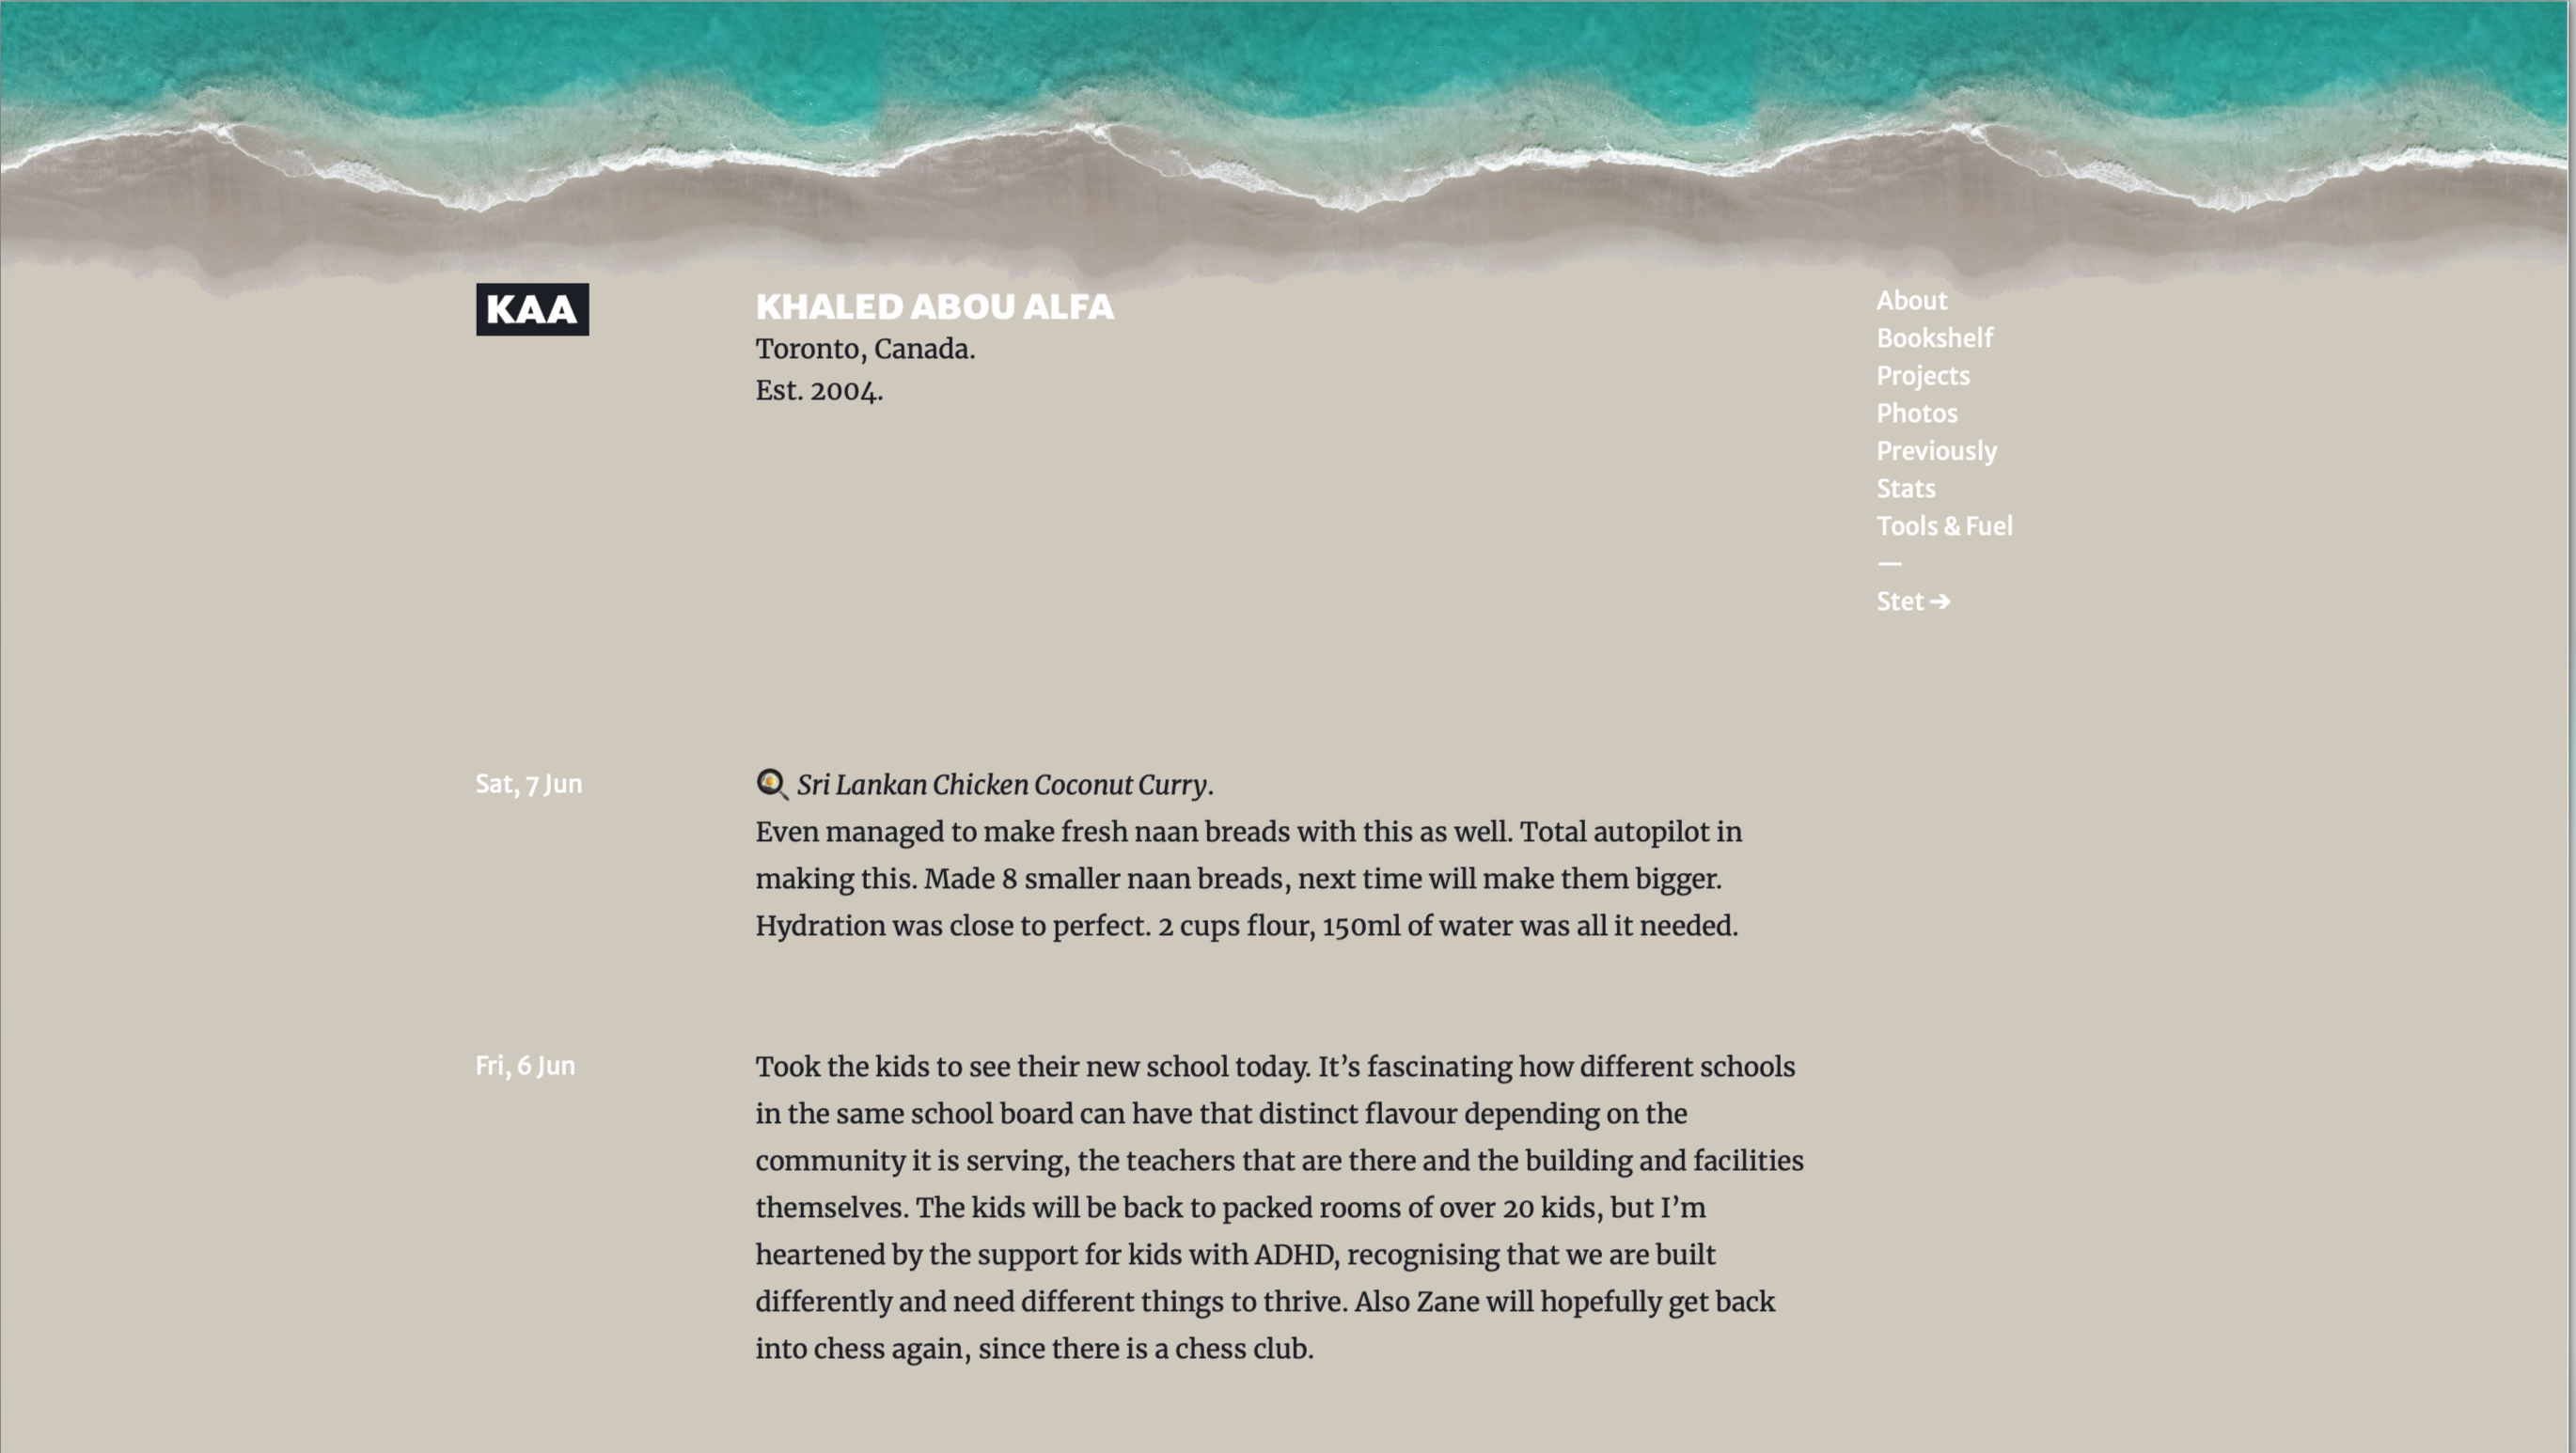 KAA
KHALED ABOU ALFA
Toronto, Canada.
Est. 2004.
About
Bookshelf
Projects
Photos
Previously
Stats
Tools & Fuel
—
Stet ➔
Sat, 7 Jun
🍳 Sri Lankan Chicken Coconut Curry.
Even managed to make fresh naan breads with this as well. Total autopilot in
making this. Made 8 smaller naan breads, next time will make them bigger.
Hydration was close to perfect. 2 cups flour, 150ml of water was all it needed.
Fri, 6 Jun
Took the kids to see their new school today. It’s fascinating how different schools
in the same school board can have that distinct flavour depending on the
community it is serving, the teachers that are there and the building and facilities
themselves. The kids will be back to packed rooms of over 20 kids, but I’m
heartened by the support for kids with ADHD, recognising that we are built
differently and need different things to thrive. Also Zane will hopefully get back
into chess again, since there is a chess club.